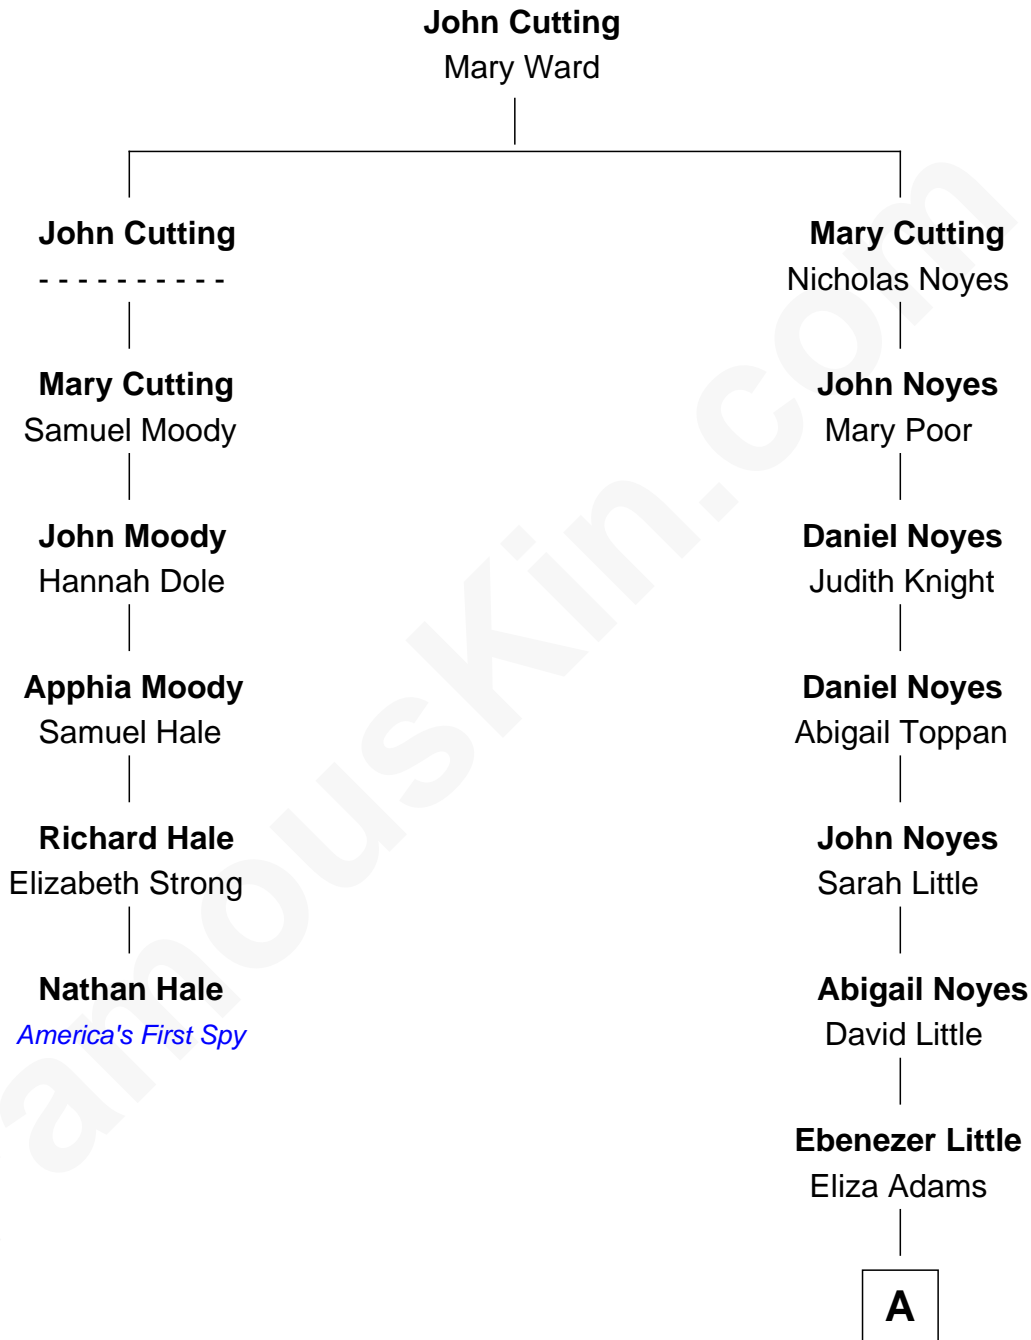 John Cutting
Mary Ward
John Cutting
- - - - - - - - - -
Mary Cutting
Samuel Moody
John Moody
Hannah Dole
Apphia Moody
Samuel Hale
Richard Hale
Elizabeth Strong
Nathan Hale
America's First Spy
Mary Cutting
Nicholas Noyes
John Noyes
Mary Poor
Daniel Noyes
Judith Knight
Daniel Noyes
Abigail Toppan
John Noyes
Sarah Little
Abigail Noyes
David Little
Ebenezer Little
Eliza Adams
A
amouskin.com